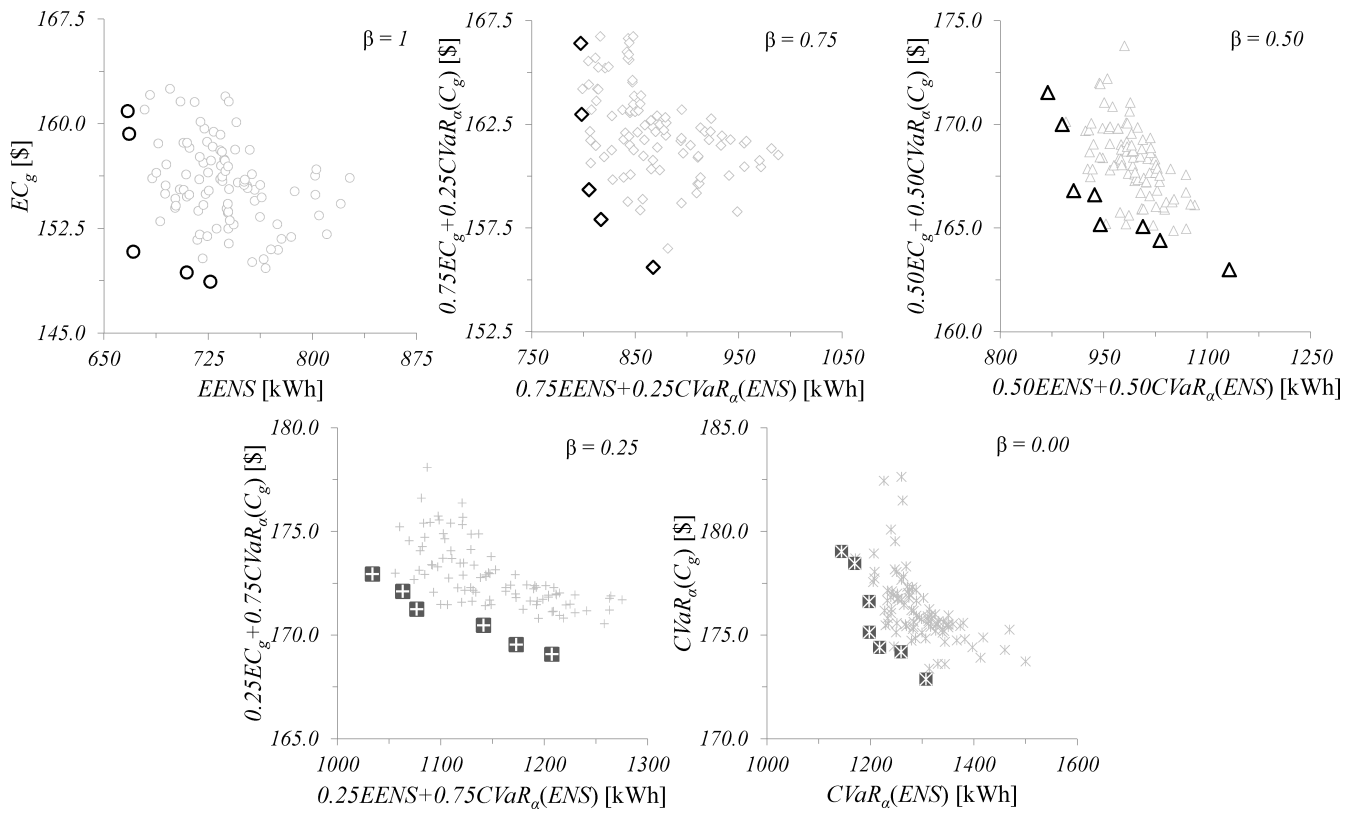 167.5
160.0
152.5
145.0
EC_g [$]
β = 1
650 725 800 875
EENS [kWh]
167.5
162.5
157.5
152.5
0.75EC_g+0.25CVaR_α(C_g) [$]
β = 0.75
750 850 950 1050
0.75EENS+0.25CVaR_α(ENS) [kWh]
175.0
170.0
165.0
160.0
0.50EC_g+0.50CVaR_α(C_g) [$]
β = 0.50
800 950 1100 1250
0.50EENS+0.50CVaR_α(ENS) [kWh]
180.0
175.0
170.0
165.0
0.25EC_g+0.75CVaR_α(C_g) [$]
β = 0.25
1000 1100 1200 1300
0.25EENS+0.75CVaR_α(ENS) [kWh]
185.0
180.0
175.0
170.0
CVaR_α(C_g) [$]
β = 0.00
1000 1200 1400 1600
CVaR_α(ENS) [kWh]